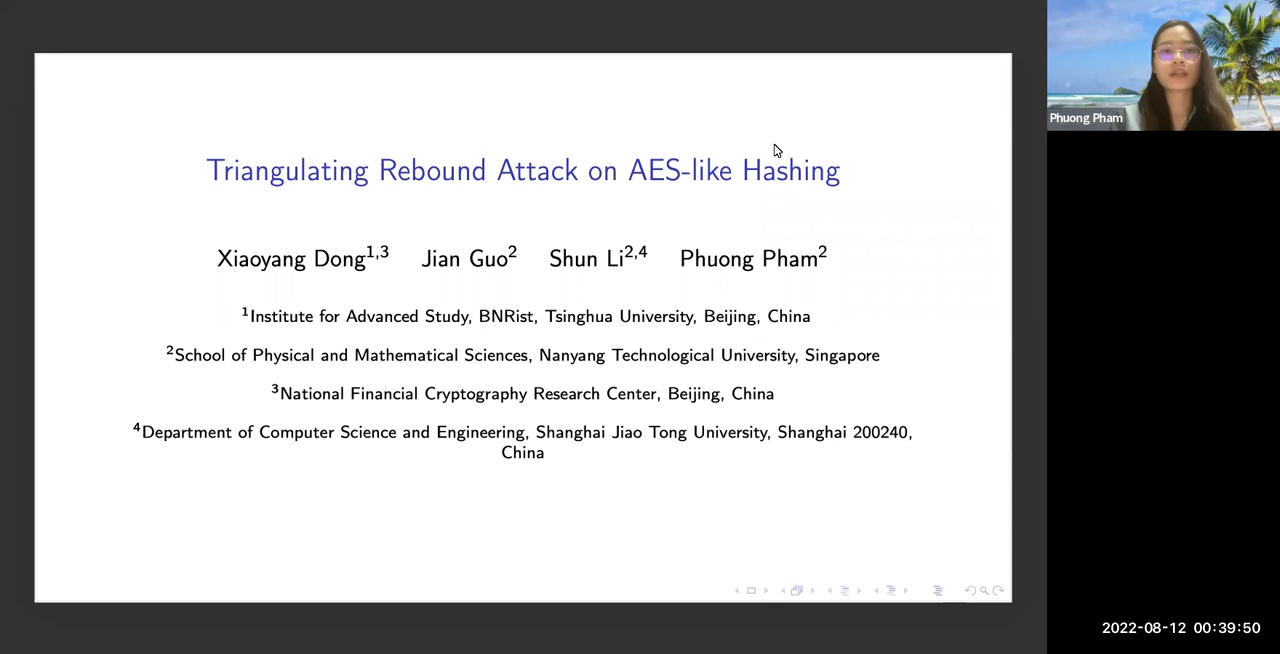 Triangulating Rebound Attack on AES-like Hashing
Xiaoyang Dong1,3 Jian Guo2 Shun Li2,4 Phuong Pham2
1Institute for Advanced Study, BNRist, Tsinghua University, Beijing, China
2School of Physical and Mathematical Sciences, Nanyang Technological University, Singapore
3National Financial Cryptography Research Center, Beijing, China
4Department of Computer Science and Engineering, Shanghai Jiao Tong University, Shanghai 200240,
China
Phuong Pham
2022-08-12 00:39:50